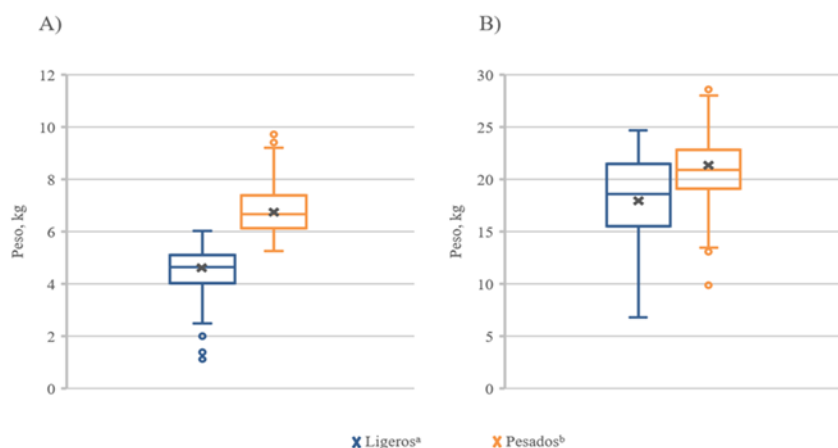 A)
B)
Peso, kg
12
10
8
6
4
2
0
Peso, kg
30
25
20
15
10
5
0
Ligerosᵃ
Pesadosᵇ